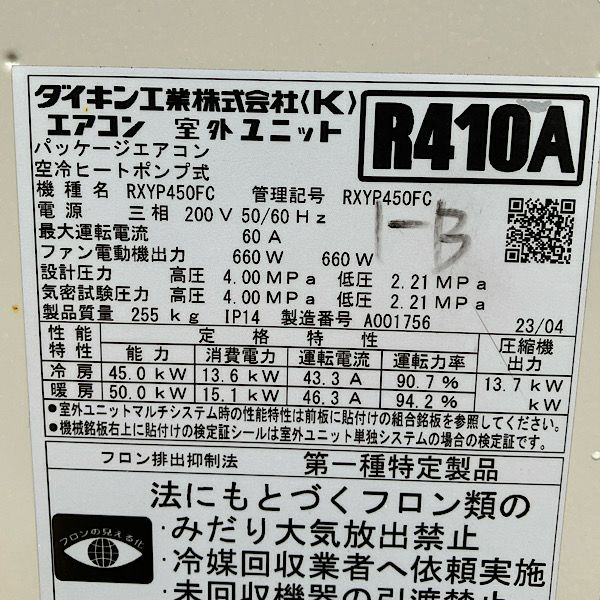 ダイキン工業株式会社〈K〉
エアコン 室外ユニット
R410A
パッケージエアコン
空冷ヒートポンプ式
機種名 RXYP450FC 管理記号 RXYP450FC
電源 三相 200V 50/60Hz
最大運転電流 60A
1-B
ファン電動機出力 660W 660W
設計圧力 高圧 4.00MPa 低圧 2.21MPa
気密試験圧力 高圧 4.00MPa 低圧 2.21MPa
製品質量 255kg IP14 製造番号 A001756 23/04
性能特性 定格特性 圧縮機出力
能力 消費電力 運転電流 運転力率
冷房 45.0kW 13.6kW 43.3A 90.7% 13.7kW
暖房 50.0kW 15.1kW 46.3A 94.2% kW
●室外ユニットマルチシステム時の性能特性は前板に貼付けの組合銘板を参照してください。
●機械銘板右上に貼付けの検定証シールは室外ユニット単独システムの場合の検定証です。
フロン排出抑制法 第一種特定製品
フロンの見える化
法にもとづくフロン類の
・みだり大気放出禁止
・冷媒回収業者へ依頼実施
・未回収機器の引渡禁止